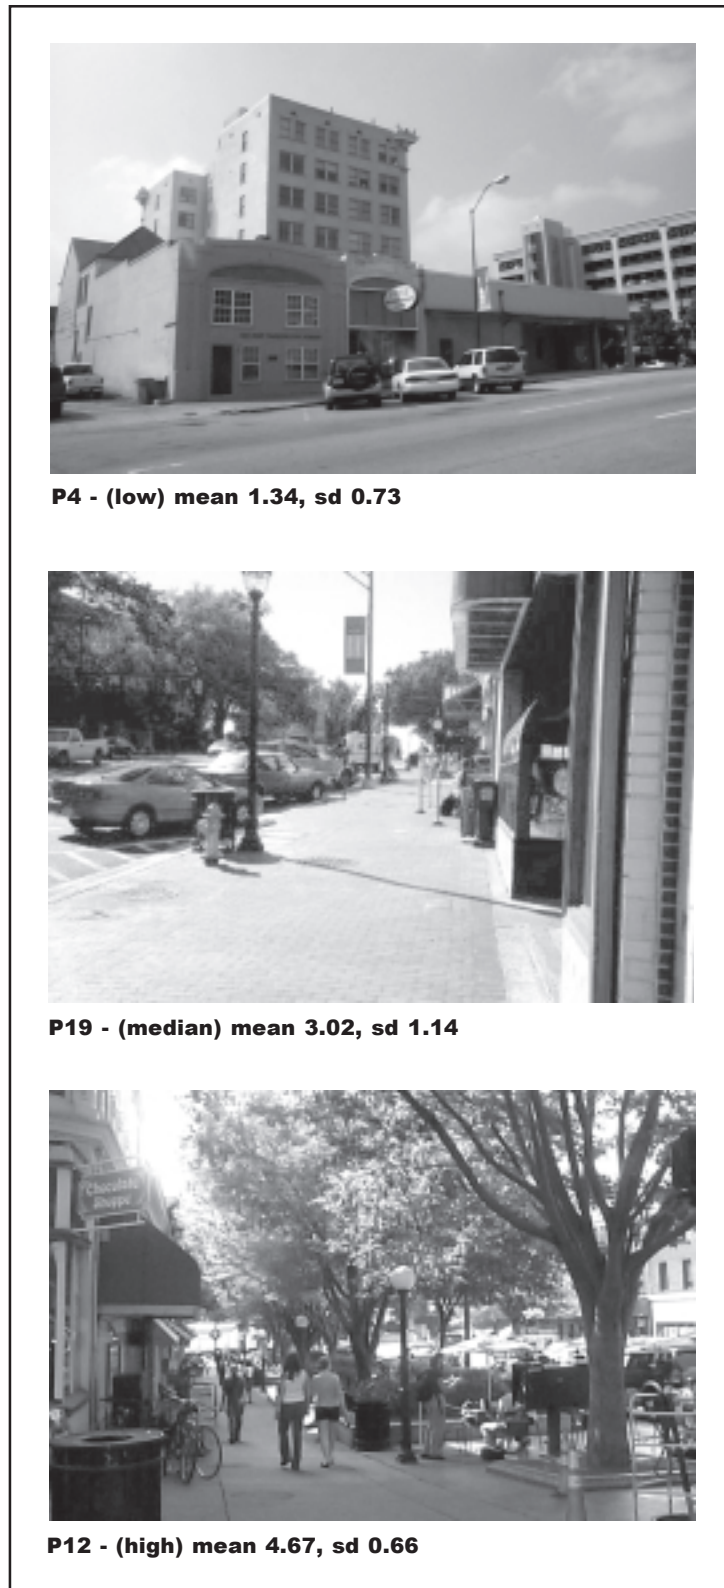 P4 - (low) mean 1.34, sd 0.73
P19 - (median) mean 3.02, sd 1.14
Chocolate
Shoppe
P12 - (high) mean 4.67, sd 0.66